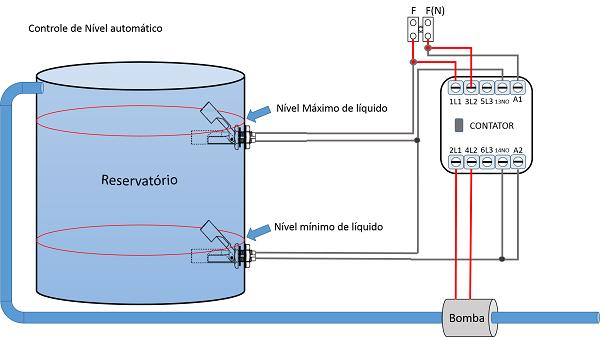 Controle de Nível automático
F F(N)
Nível Máximo de líquido
1L1 3L2 5L3 13NO A1
CONTATOR
2L1 4L2 6L3 14NO A2
Reservatório
Nível mínimo de líquido
Bomba